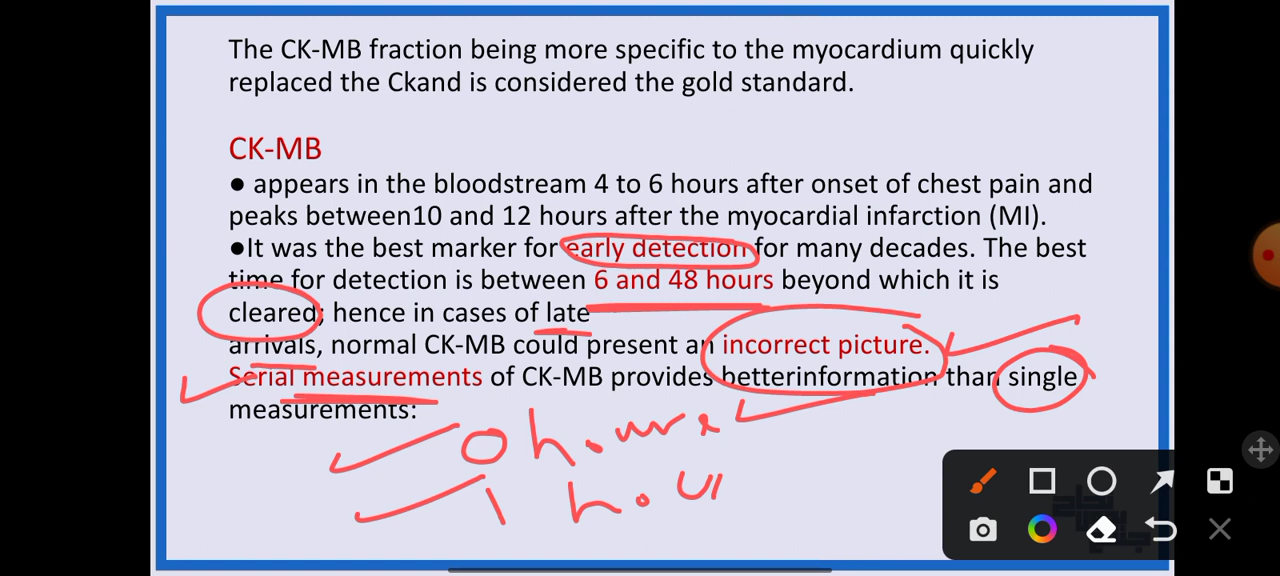 The CK-MB fraction being more specific to the myocardium quickly
replaced the Ckand is considered the gold standard.
CK-MB
● appears in the bloodstream 4 to 6 hours after onset of chest pain and
peaks between10 and 12 hours after the myocardial infarction (MI).
●It was the best marker for early detection for many decades. The best
time for detection is between 6 and 48 hours beyond which it is
cleared; hence in cases of late
arrivals, normal CK-MB could present an incorrect picture.
Serial measurements of CK-MB provides betterinformation than single
measurements:
0 hours
1 hou